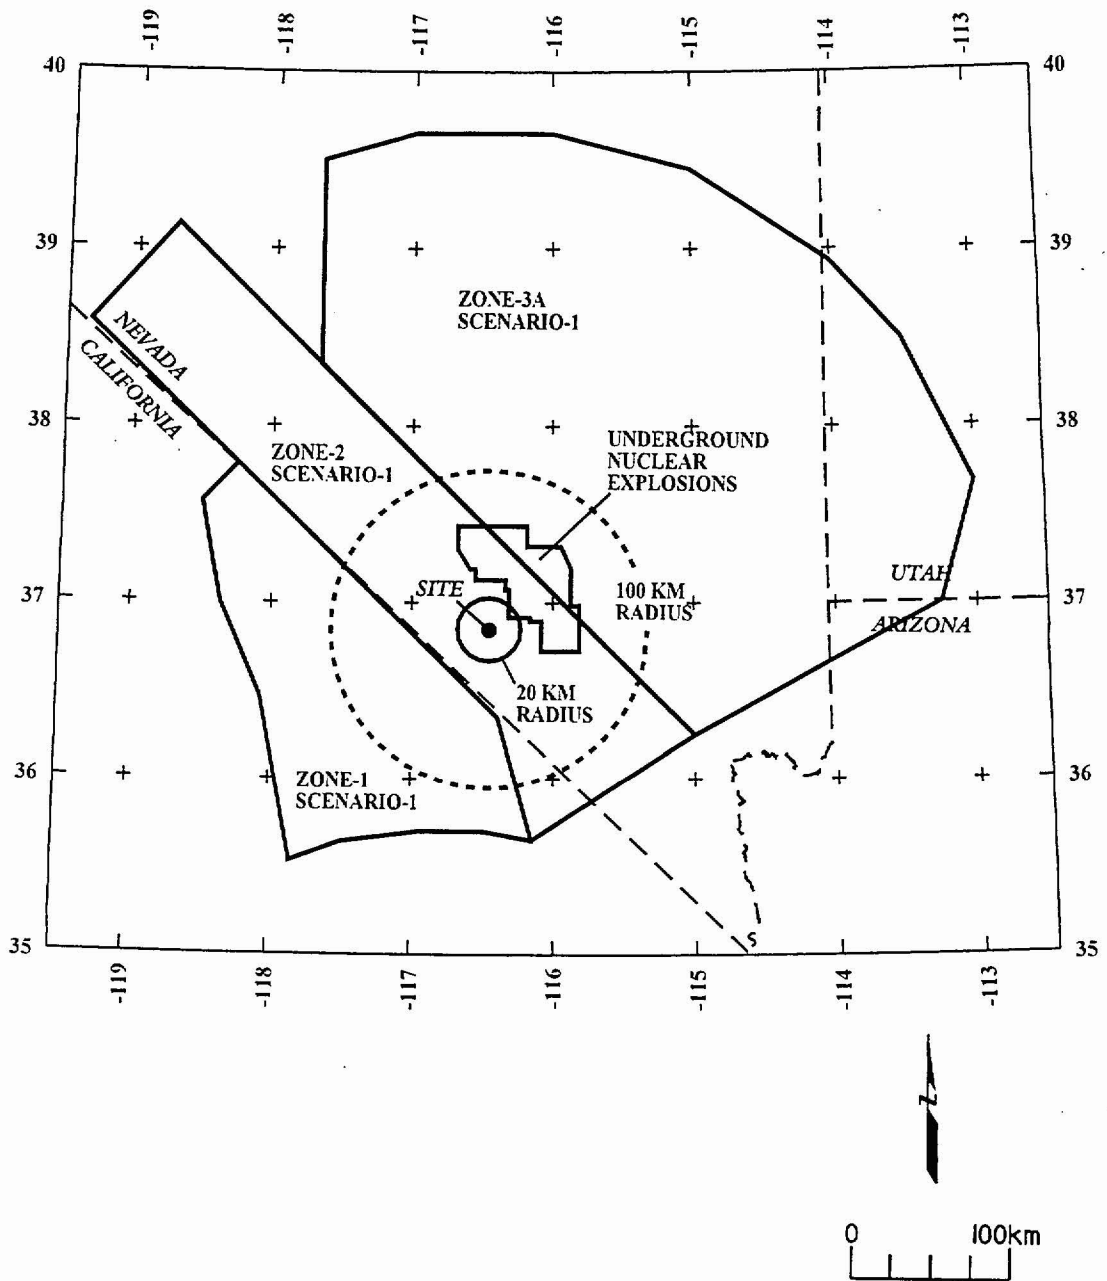 -119
-118
-117
-116
-115
-114
-113
40
40
39
39
ZONE-3A
SCENARIO-1
NEVADA
CALIFORNIA
38
38
ZONE-2
SCENARIO-1
UNDERGROUND
NUCLEAR
EXPLOSIONS
37
SITE
100 KM
RADIUS
UTAH
37
ARIZONA
20 KM
RADIUS
36
36
ZONE-1
SCENARIO-1
35
35
-119
-118
-117
-116
-115
-114
-113
N
0 100km